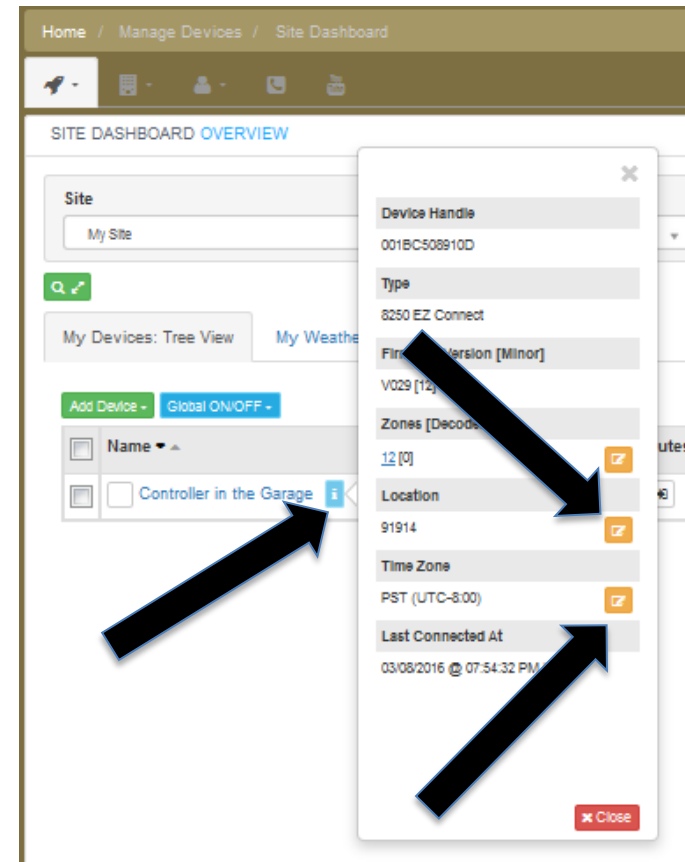 Home / Manage Devices / Site Dashboard
SITE DASHBOARD OVERVIEW
Site
My Site
My Devices: Tree View My Weathe
Add Device Global ON/OFF
Name
utes
Controller in the Garage i
Device Handle
001BC508910D
Type
8250 EZ Connect
Version [Minor]
V029 [12]
Zones
12 [0]
Location
91914
Time Zone
PST (UTC-8:00)
Last Connected At
03/08/2016 @ 07:54:32 PM
Close